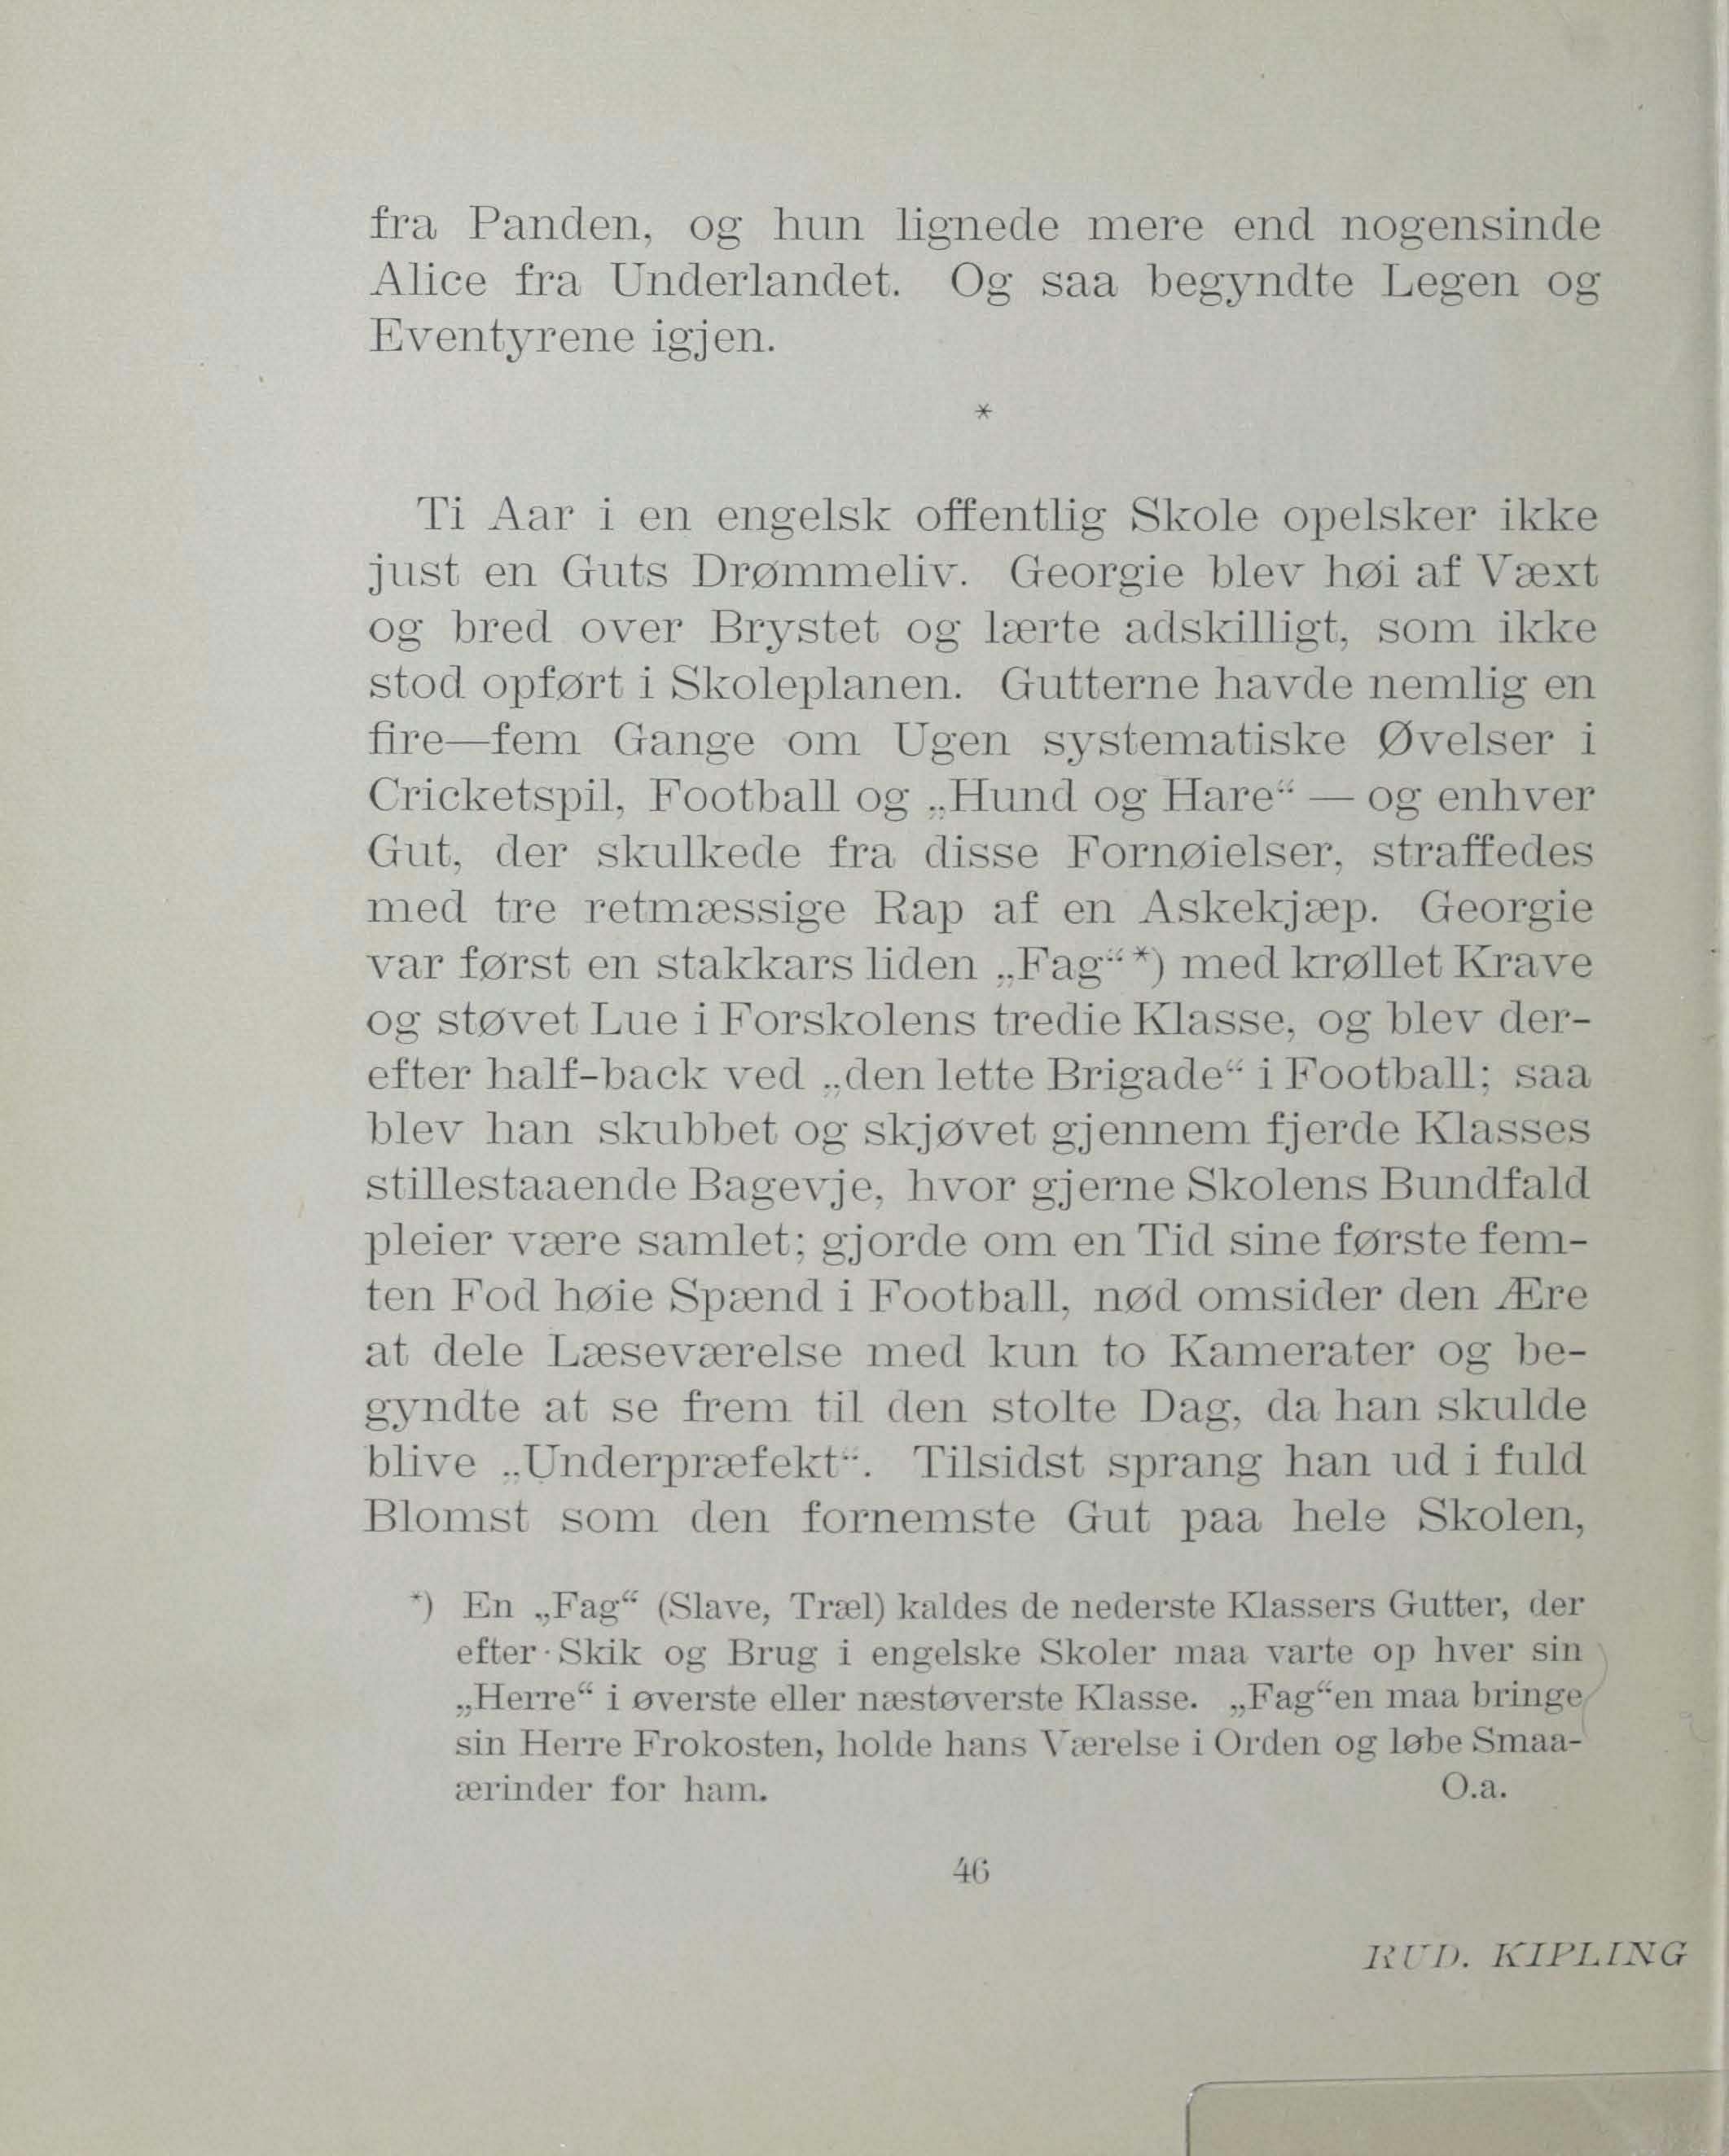 fra Panden, og hun lignede mere end nogensinde
Alice fra Underlandet. Og saa begyndte Legen og
Eventyrene igjen.
*
Ti Aar i en engelsk offentlig Skole opelsker ikke
just en Guts Drømmeliv. Georgie blev høi af Væxt
og bred over Brystet og lærte adskilligt, som ikke
stod opført i Skoleplanen. Gutterne havde nemlig en
fire—fem Gange om Ugen systematiske Øvelser i
Cricketspil, Football og „Hund og Hare“ — og enhver
Gut, der skulkede fra disse Fornøielser, straffedes
med tre retmæssige Rap af en Askekjæp. Georgie
var først en stakkars liden „Fag“*) med krøllet Krave
og støvet Lue i Forskolens tredie Klasse, og blev der-
efter half-back ved „den lette Brigade“ i Football; saa
blev han skubbet og skjøvet gjennem fjerde Klasses
stillestaaende Bagevje, hvor gjerne Skolens Bundfald
pleier være samlet; gjorde om en Tid sine første fem-
ten Fod høie Spænd i Football, nød omsider den Ære
at dele Læseværelse med kun to Kamerater og be-
gyndte at se frem til den stolte Dag, da han skulde
blive „Underpræfekt“. Tilsidst sprang han ud i fuld
Blomst som den fornemste Gut paa hele Skolen,
*) En „Fag“ (Slave, Træl) kaldes de nederste Klassers Gutter, der
efter Skik og Brug i engelske Skoler maa varte op hver sin
„Herre“ i øverste eller næstøverste Klasse. „Fag“en maa bringe
sin Herre Frokosten, holde hans Værelse i Orden og løbe Smaa-
ærinder for ham. O.a.
46
RUD. KIPLING